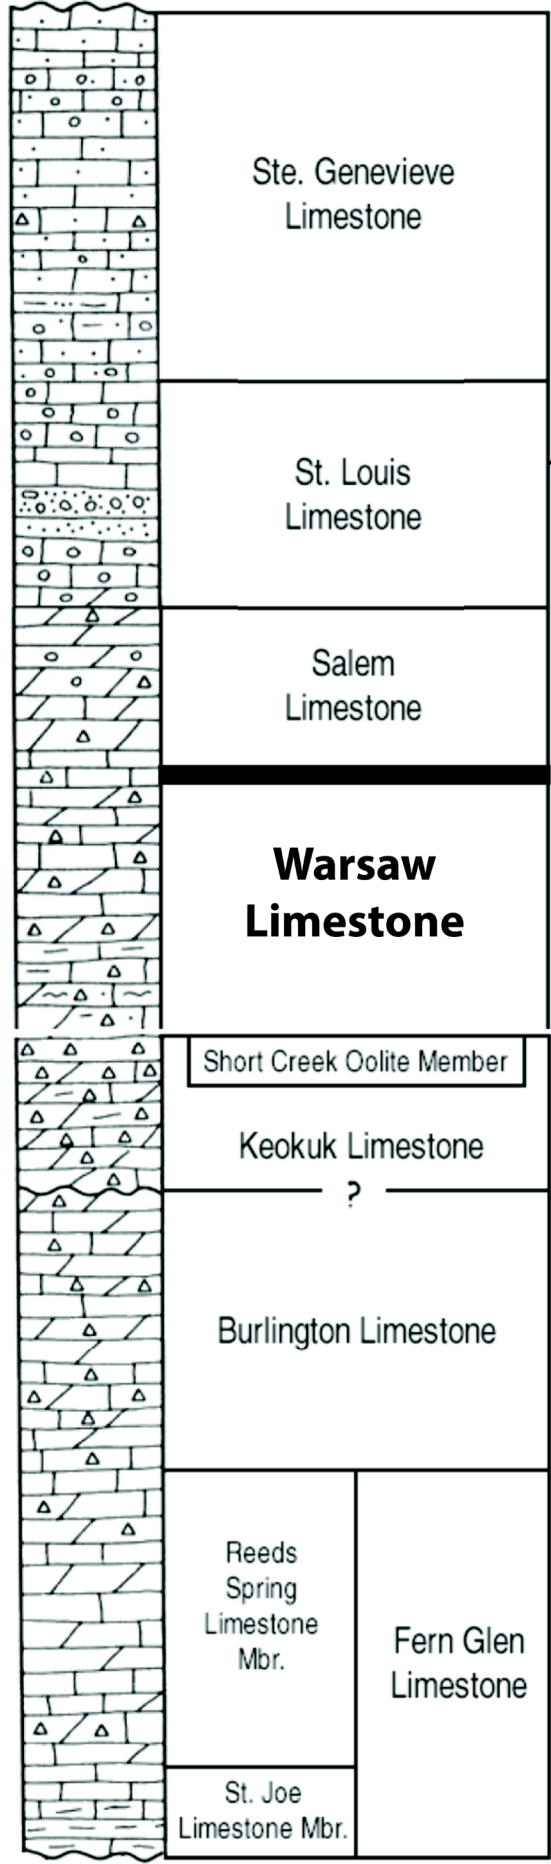 Ste. Genevieve
Limestone
St. Louis
Limestone
Salem
Limestone
Warsaw
Limestone
Short Creek Oolite Member
Keokuk Limestone
?
Burlington Limestone
Reeds
Spring
Limestone
Mbr.
Fern Glen
Limestone
St. Joe
Limestone Mbr.